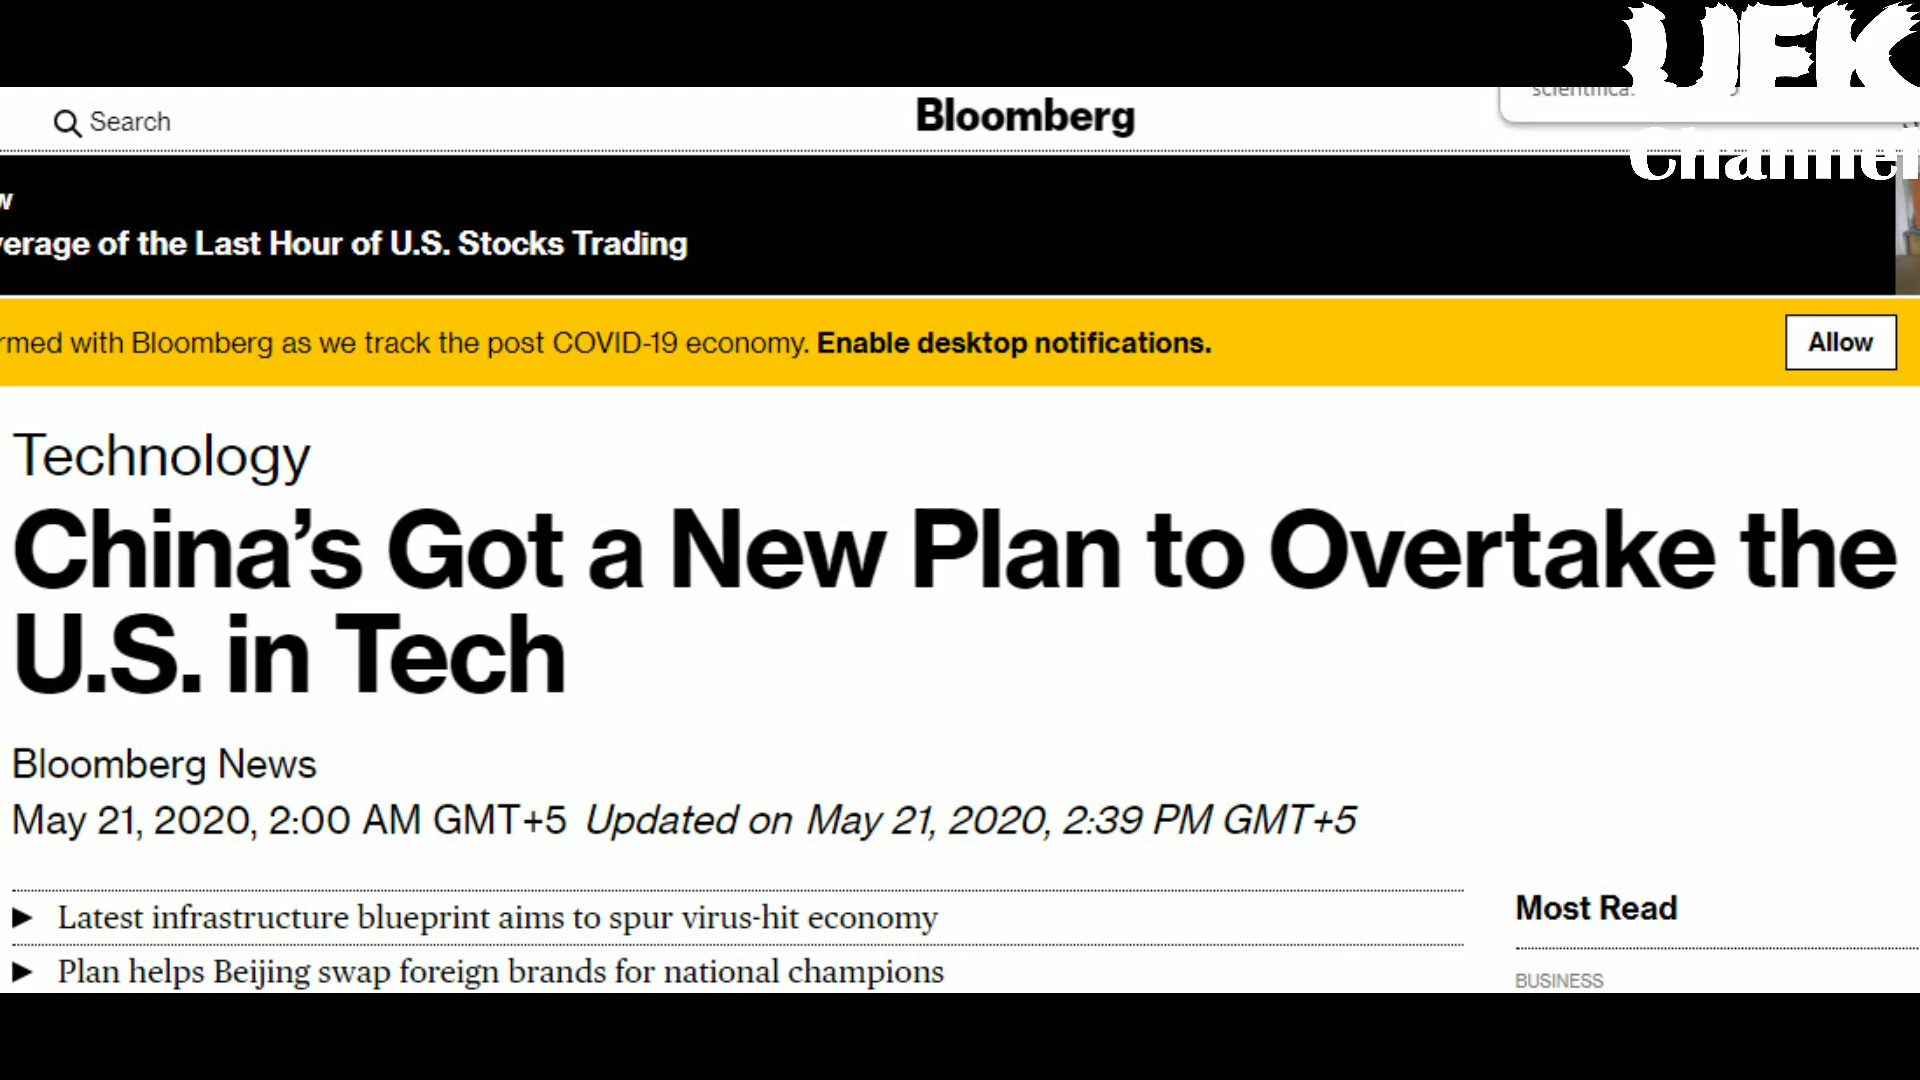 UFK
Channel
Search
Bloomberg
w
verage of the Last Hour of U.S. Stocks Trading
rmed with Bloomberg as we track the post COVID-19 economy. Enable desktop notifications.
Allow
Technology
China's Got a New Plan to Overtake the
U.S. in Tech
Bloomberg News
May 21, 2020, 2:00 AM GMT+5 Updated on May 21, 2020, 2:39 PM GMT+5
Latest infrastructure blueprint aims to spur virus-hit economy
Plan helps Beijing swap foreign brands for national champions
Most Read
BUSINESS